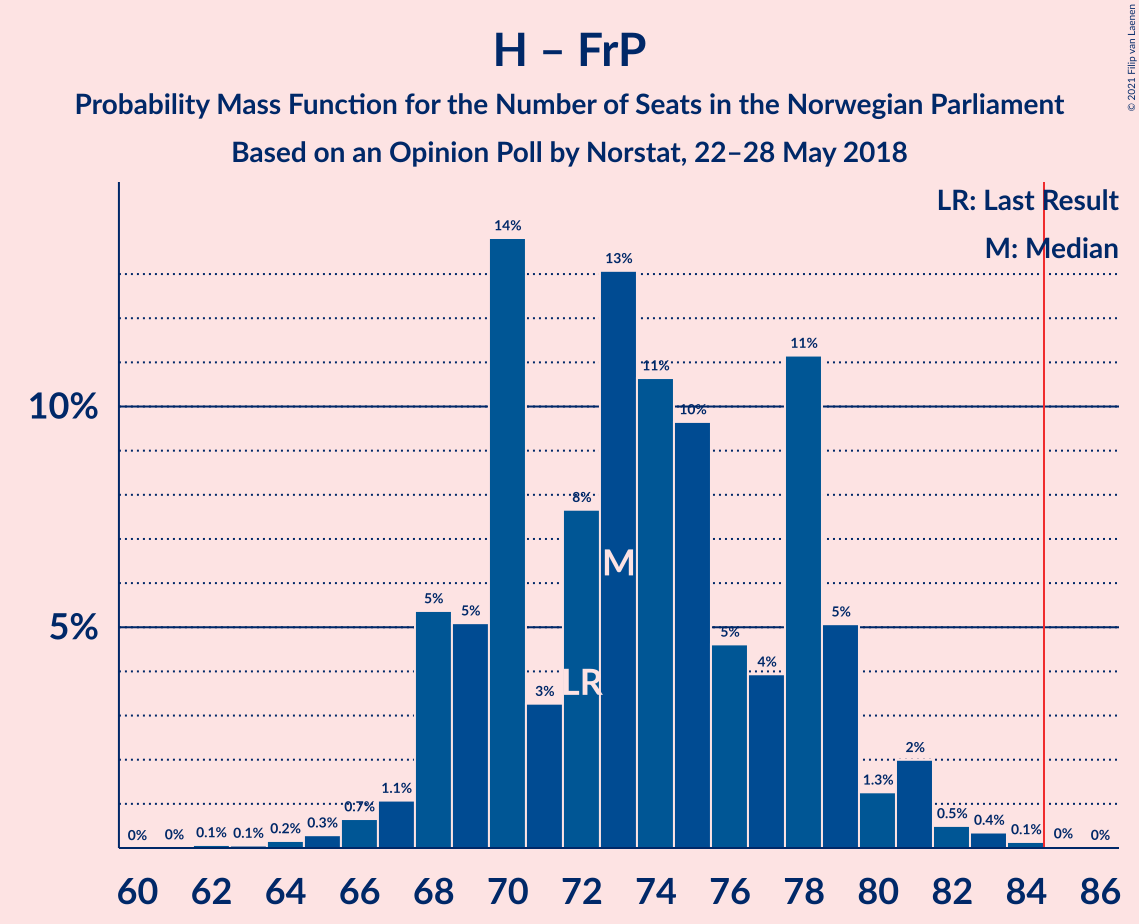 H – FrP
Probability Mass Function for the Number of Seats in the Norwegian Parliament
Based on an Opinion Poll by Norstat, 22–28 May 2018
© 2021 Filip van Laenen
LR: Last Result
M: Median
10%
5%
0% 0% 0.1% 0.1% 0.2% 0.3% 0.7% 1.1% 5% 5% 14% 3% 8% 13% 11% 10% 5% 4% 11% 5% 1.3% 2% 0.5% 0.4% 0.1% 0% 0%
M
LR
60 62 64 66 68 70 72 74 76 78 80 82 84 86